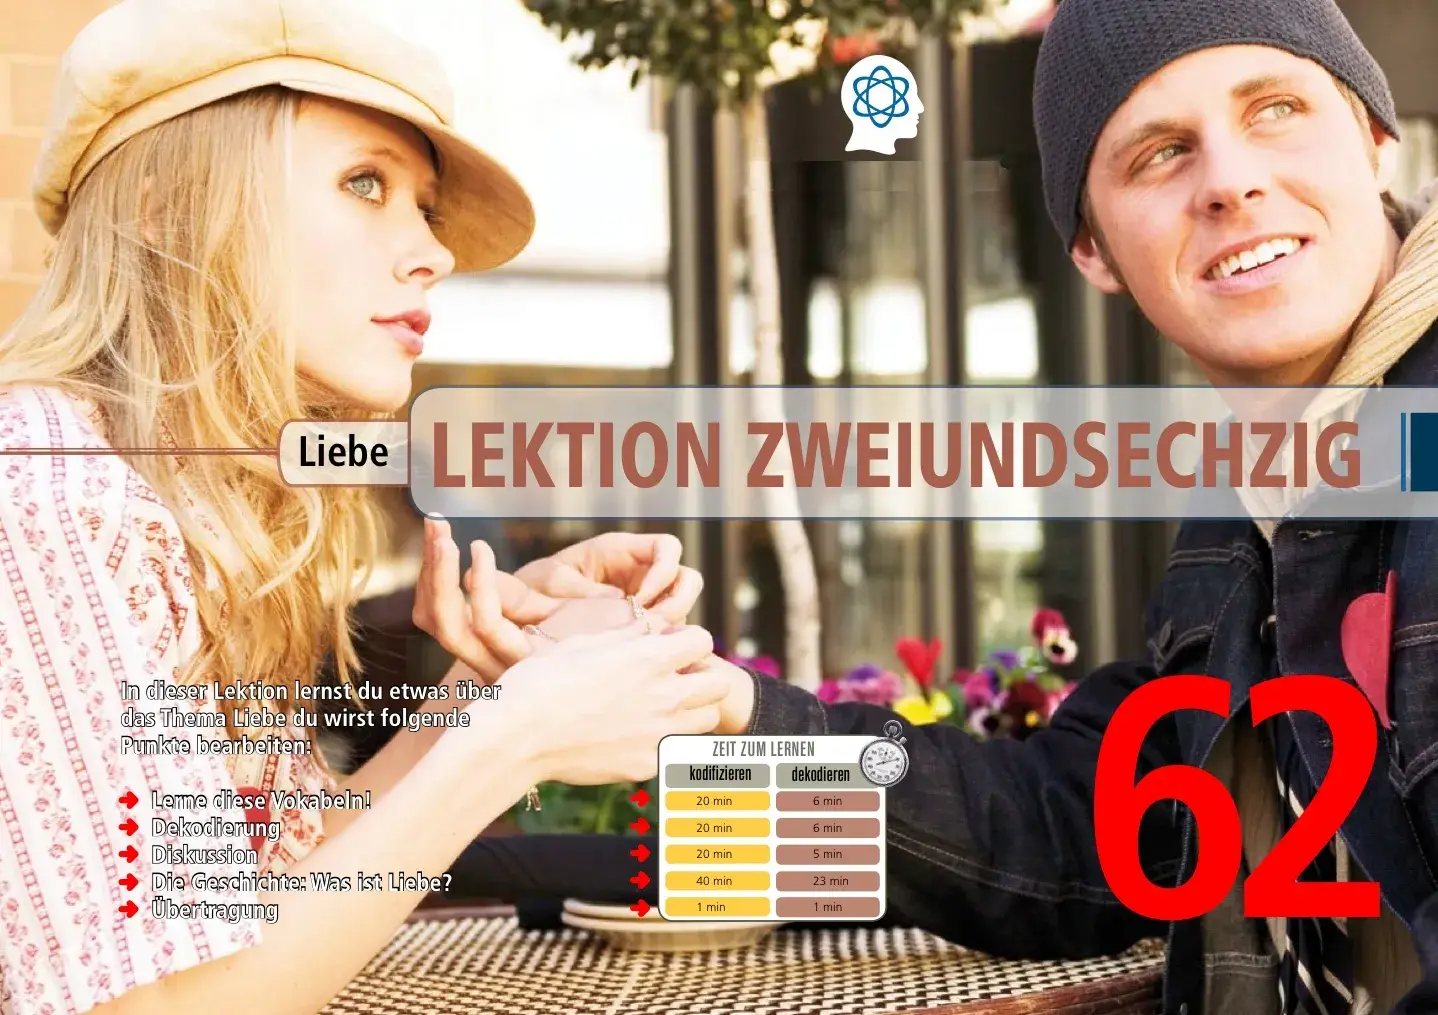 Liebe
LEKTION ZWEIUNDSECHZIG
In dieser Lektion lernst du etwas über
das Thema Liebe du wirst folgende
Punkte bearbeiten:
Lerne diese Vokabeln!
Dekodierung
Diskussion
Die Geschichte: Was ist Liebe?
Übertragung
ZEIT ZUM LERNEN
kodifizieren dekodieren
20 min 6 min
20 min 6 min
20 min 5 min
40 min 23 min
1 min 1 min
62